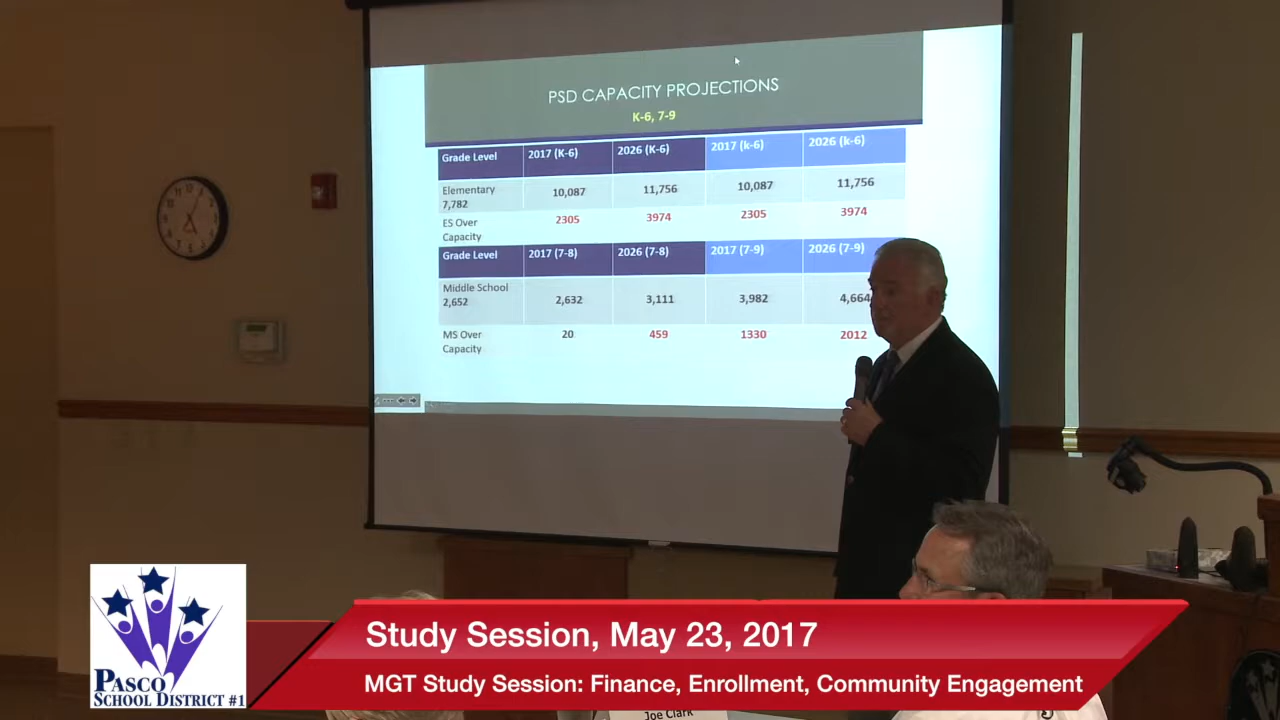 PSD CAPACITY PROJECTIONS
K-6, 7-9
Grade Level 2017 (K-6) 2026 (K-6) 2017 (k-6) 2026 (k-6)
Elementary
7,782 10,087 11,756 10,087 11,756
ES Over
Capacity 2305 3974 2305 3974
Grade Level 2017 (7-8) 2026 (7-8) 2017 (7-9) 2026 (7-9)
Middle School
2,652 2,632 3,111 3,982 4,664
MS Over
Capacity 20 459 1330 2012
Study Session, May 23, 2017
MGT Study Session: Finance, Enrollment, Community Engagement
PASCO
SCHOOL DISTRICT #1
Joe Clark